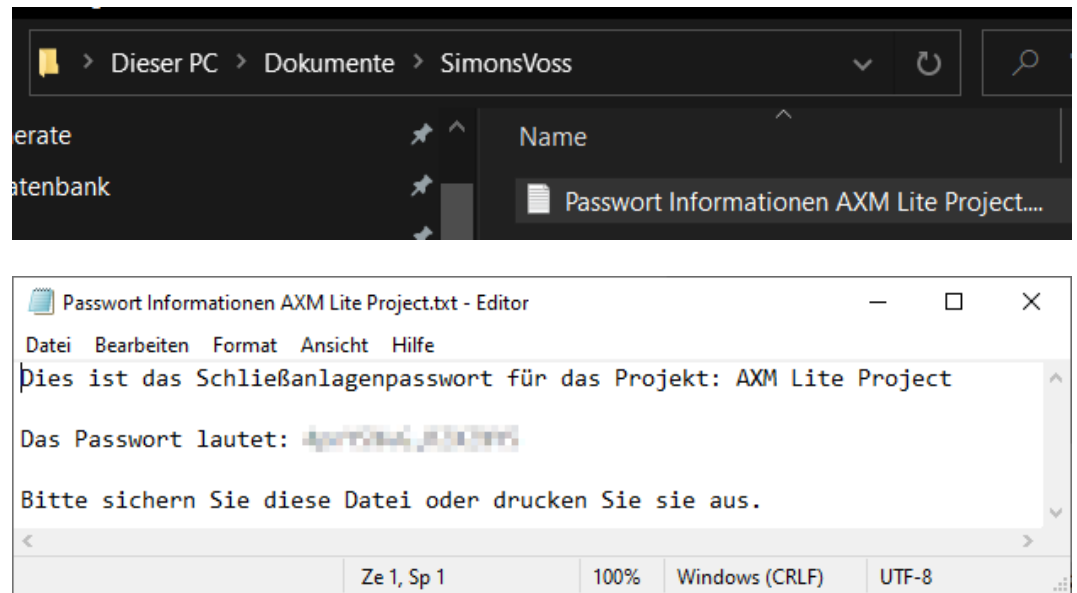 Dieser PC > Dokumente > SimonsVoss
erate
Name
atenbank
Passwort Informationen AXM Lite Project....
Passwort Informationen AXM Lite Project.txt - Editor
Datei Bearbeiten Format Ansicht Hilfe
Dies ist das Schließanlagenpasswort für das Projekt: AXM Lite Project
Das Passwort lautet:
Bitte sichern Sie diese Datei oder drucken Sie sie aus.
Ze 1, Sp 1 100% Windows (CRLF) UTF-8